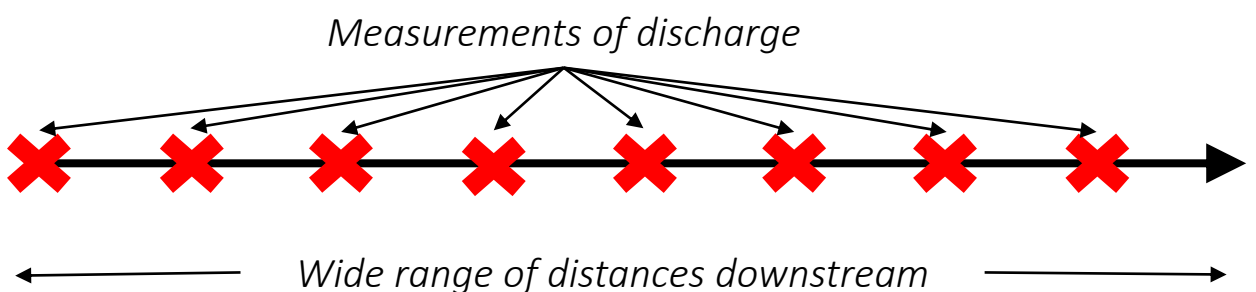 Measurements of discharge
Wide range of distances downstream